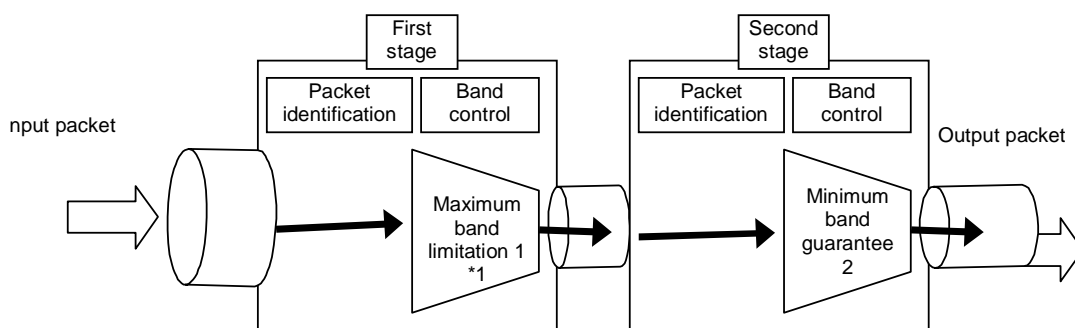 First
stage
Second
stage
Packet
identification
Band
control
Packet
identification
Band
control
nput packet
Output packet
Maximum
band
limitation 1
*1
Minimum
band
guarantee
2